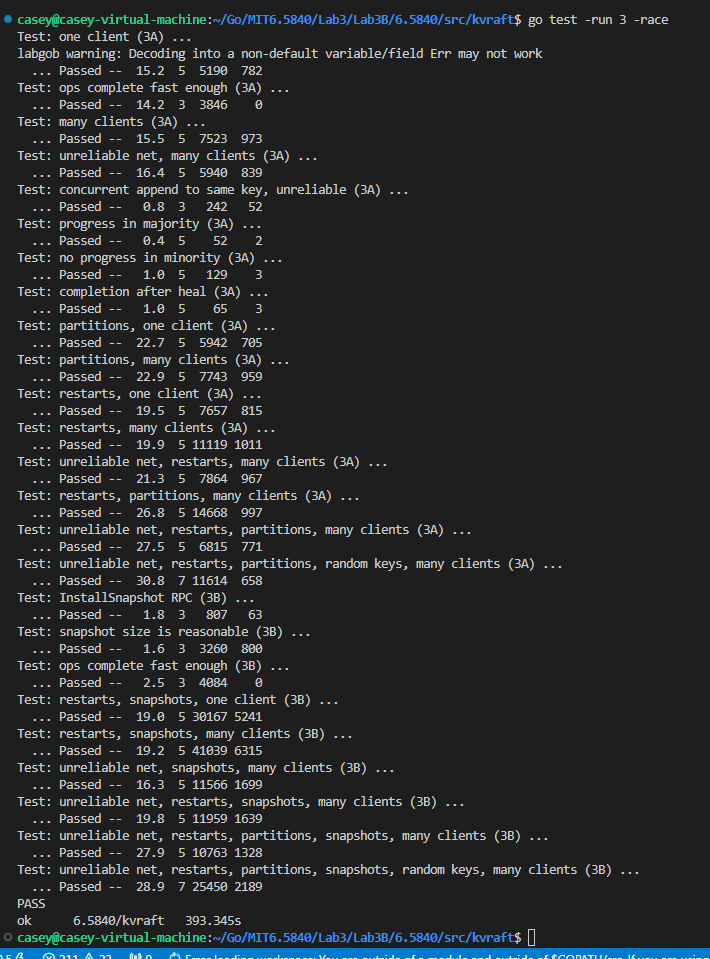 casey@casey-virtual-machine:~/Go/MIT6.5840/Lab3/Lab3B/6.5840/src/kvraft$ go test -run 3 -race
Test: one client (3A) ...
labgob warning: Decoding into a non-default variable/field Err may not work
  ... Passed --  15.2  5  5190  782
Test: ops complete fast enough (3A) ...
  ... Passed --  14.2  3  3846    0
Test: many clients (3A) ...
  ... Passed --  15.5  5  7523  973
Test: unreliable net, many clients (3A) ...
  ... Passed --  16.4  5  5940  839
Test: concurrent append to same key, unreliable (3A) ...
  ... Passed --   0.8  3   242   52
Test: progress in majority (3A) ...
  ... Passed --   0.4  5    52    2
Test: no progress in minority (3A) ...
  ... Passed --   1.0  5   129    3
Test: completion after heal (3A) ...
  ... Passed --   1.0  5    65    3
Test: partitions, one client (3A) ...
  ... Passed --  22.7  5  5942  705
Test: partitions, many clients (3A) ...
  ... Passed --  22.9  5  7743  959
Test: restarts, one client (3A) ...
  ... Passed --  19.5  5  7657  815
Test: restarts, many clients (3A) ...
  ... Passed --  19.9  5 11119 1011
Test: unreliable net, restarts, many clients (3A) ...
  ... Passed --  21.3  5  7864  967
Test: restarts, partitions, many clients (3A) ...
  ... Passed --  26.8  5 14668  997
Test: unreliable net, restarts, partitions, many clients (3A) ...
  ... Passed --  27.5  5  6815  771
Test: unreliable net, restarts, partitions, random keys, many clients (3A) ...
  ... Passed --  30.8  7 11614  658
Test: InstallSnapshot RPC (3B) ...
  ... Passed --   1.8  3   807   63
Test: snapshot size is reasonable (3B) ...
  ... Passed --   1.6  3  3260  800
Test: ops complete fast enough (3B) ...
  ... Passed --   2.5  3  4084    0
Test: restarts, snapshots, one client (3B) ...
  ... Passed --  19.0  5 30167 5241
Test: restarts, snapshots, many clients (3B) ...
  ... Passed --  19.2  5 41039 6315
Test: unreliable net, snapshots, many clients (3B) ...
  ... Passed --  16.3  5 11566 1699
Test: unreliable net, restarts, snapshots, many clients (3B) ...
  ... Passed --  19.8  5 11959 1639
Test: unreliable net, restarts, partitions, snapshots, many clients (3B) ...
  ... Passed --  27.9  5 10763 1328
Test: unreliable net, restarts, partitions, snapshots, random keys, many clients (3B) ...
  ... Passed --  28.9  7 25450 2189
PASS
ok      6.5840/kvraft   393.345s
casey@casey-virtual-machine:~/Go/MIT6.5840/Lab3/Lab3B/6.5840/src/kvraft$
Error loading workspace: You are outside of a module and outside of $GOPATH/src. If you are using